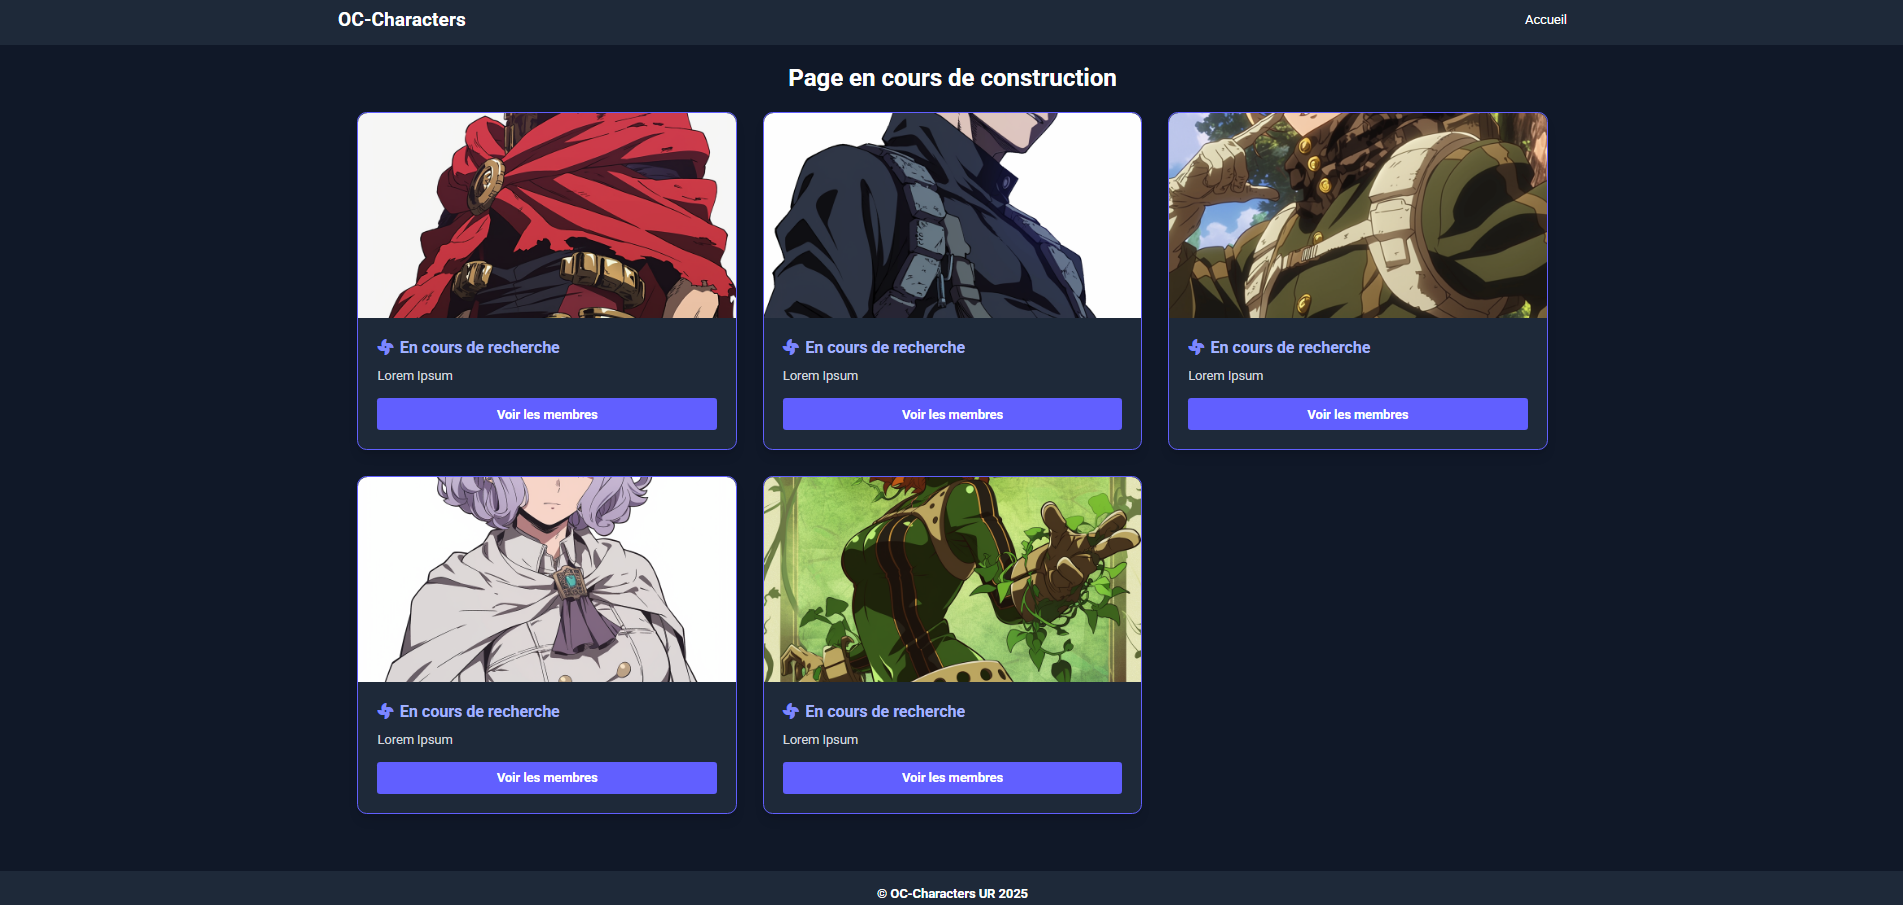 OC-Characters
Accueil
Page en cours de construction
En cours de recherche
Lorem Ipsum
Voir les membres
En cours de recherche
Lorem Ipsum
Voir les membres
En cours de recherche
Lorem Ipsum
Voir les membres
En cours de recherche
Lorem Ipsum
Voir les membres
En cours de recherche
Lorem Ipsum
Voir les membres
© OC-Characters UR 2025